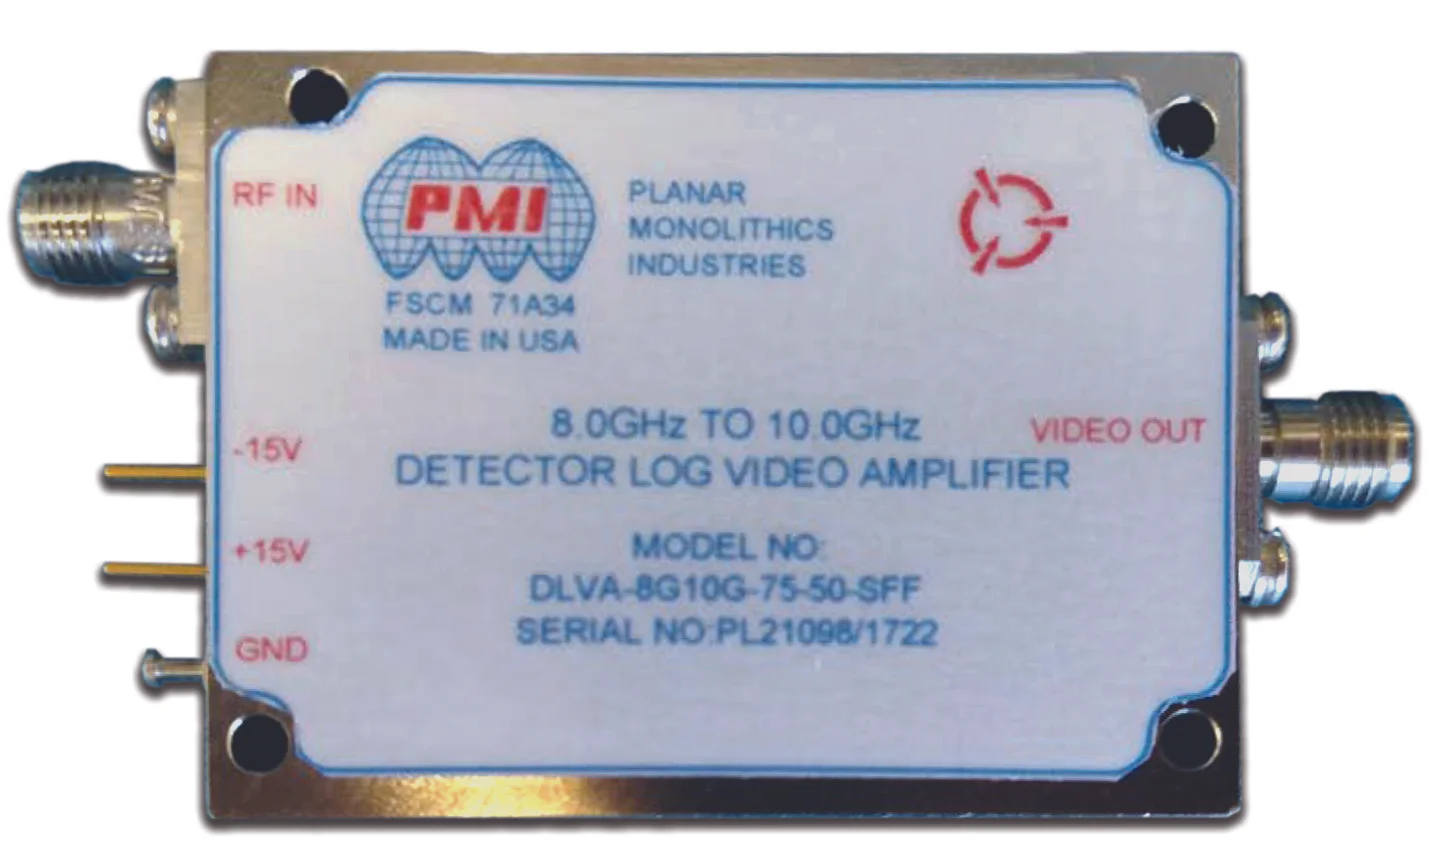 RF IN
PMI
PLANAR
MONOLITHICS
INDUSTRIES
FSCM 71A34
MADE IN USA
8.0GHz TO 10.0GHz
DETECTOR LOG VIDEO AMPLIFIER
VIDEO OUT
-15V
+15V
GND
MODEL NO:
DLVA-8G10G-75-50-SFF
SERIAL NO:PL21098/1722